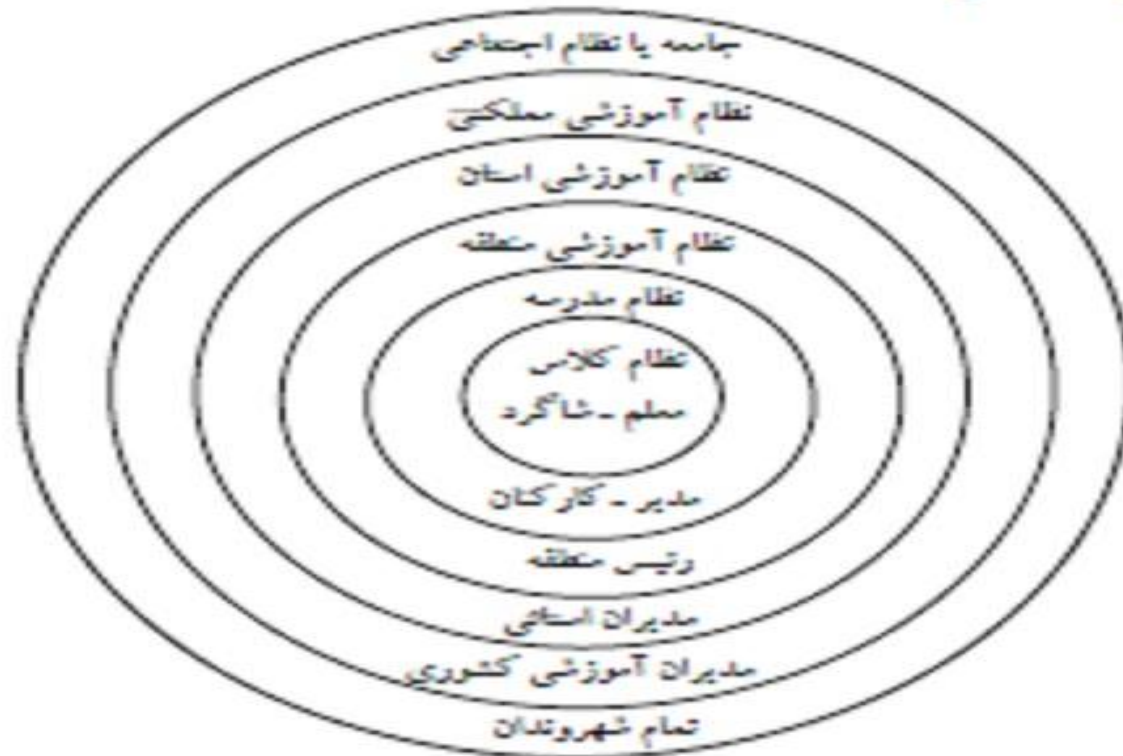 جامعه یا نظام اجتماعی
نظام آموزشی مملکتی
نظام آموزشی استان
نظام آموزشی منطقه
نظام مدرسه
نظام کلاس
معلم - شاگرد
مدیر - کارکنان
رئیس منطقه
مدیران استانی
مدیران آموزشی کشوری
تمام شهروندان